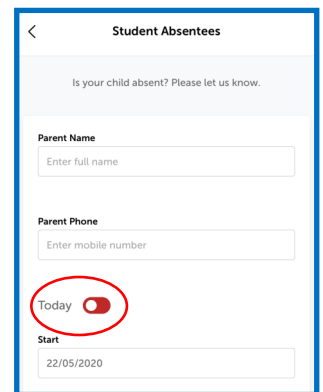 Student Absentees
Is your child absent? Please let us know.
Parent Name
Enter full name
Parent Phone
Enter mobile number
Today
Start
22/05/2020